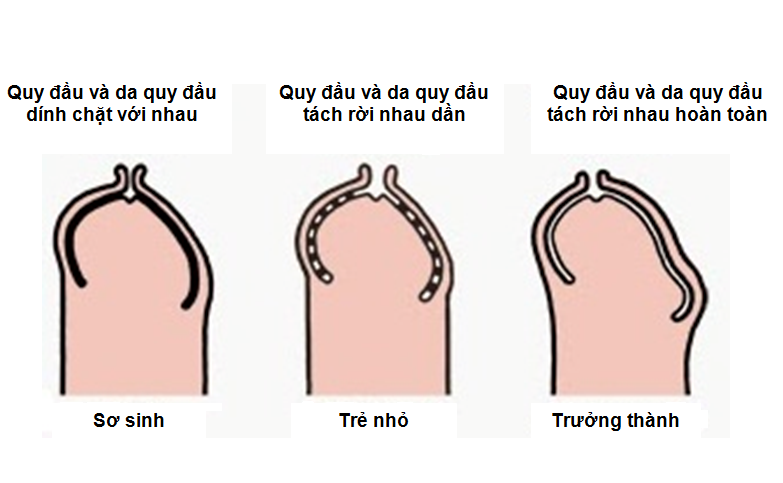 Quy đầu và da quy đầu
dính chặt với nhau
Quy đầu và da quy đầu
tách rời nhau dần
Quy đầu và da quy đầu
tách rời nhau hoàn toàn
Sơ sinh
Trẻ nhỏ
Trưởng thành